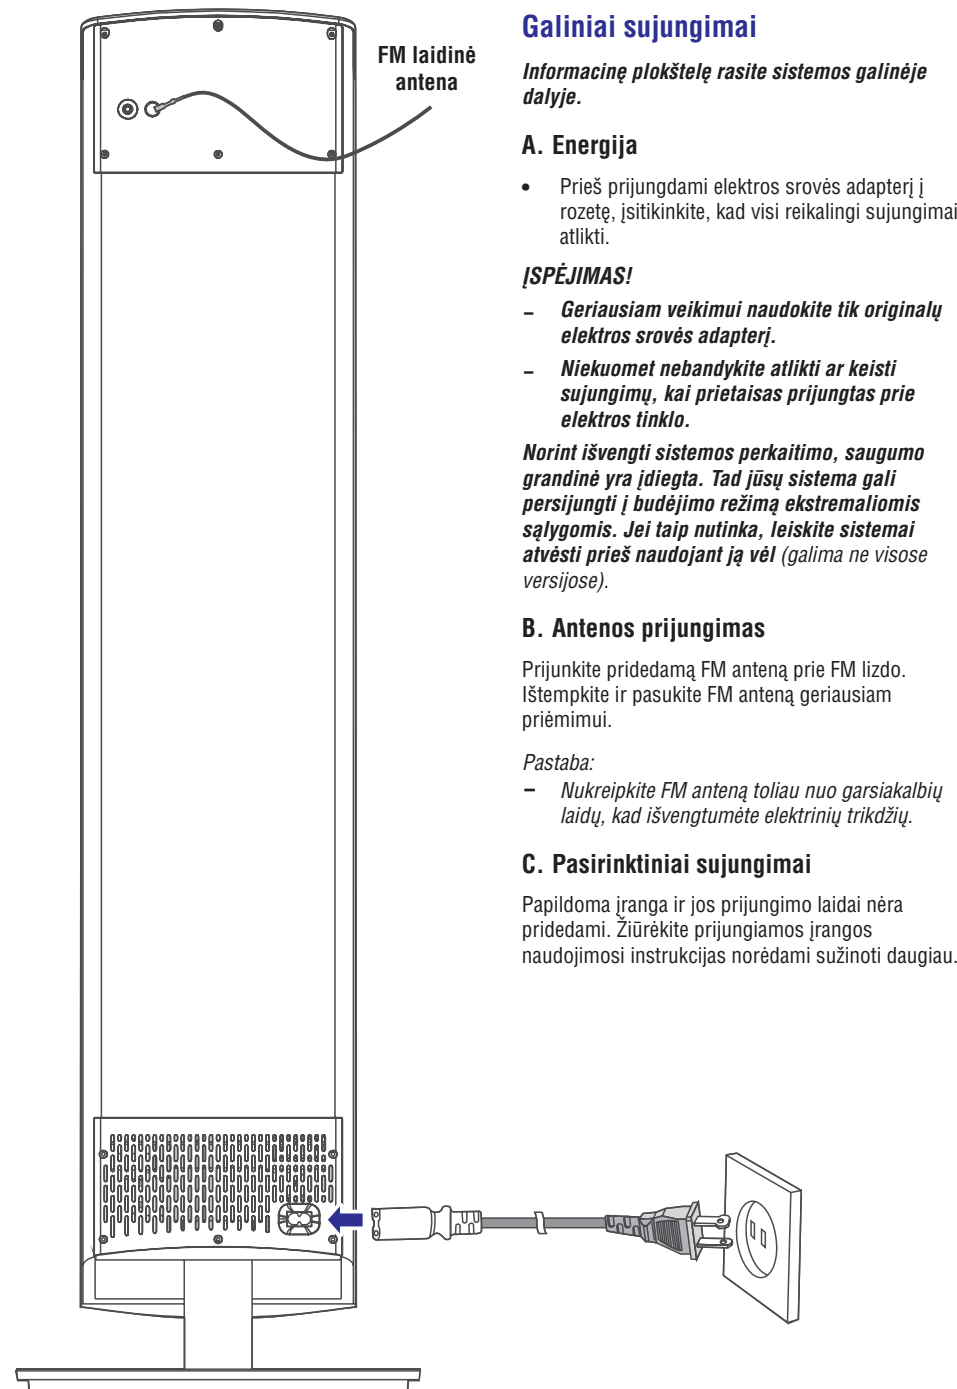 FM laidinė
antena
Galiniai sujungimai
Informacinę plokštelę rasite sistemos galinėje
dalyje.
A. Energija
• Prieš prijungdami elektros srovės adapterį į
rozetę, įsitikinkite, kad visi reikalingi sujungimai
atlikti.
ĮSPĖJIMAS!
– Geriausiam veikimui naudokite tik originalų
elektros srovės adapterį.
– Niekuomet nebandykite atlikti ar keisti
sujungimų, kai prietaisas prijungtas prie
elektros tinklo.
Norint išvengti sistemos perkaitimo, saugumo
grandinė yra įdiegta. Tad jūsų sistema gali
persijungti į budėjimo režimą ekstremaliomis
sąlygomis. Jei taip nutinka, leiskite sistemai
atvėsti prieš naudojant ją vėl (galima ne visose
versijose).
B. Antenos prijungimas
Prijunkite pridedamą FM anteną prie FM lizdo.
Ištempkite ir pasukite FM anteną geriausiam
priėmimui.
Pastaba:
– Nukreipkite FM anteną toliau nuo garsiakalbių
laidų, kad išvengtumėte elektrinių trikdžių.
C. Pasirinktiniai sujungimai
Papildoma įranga ir jos prijungimo laidai nėra
pridedami. Žiūrėkite prijungiamos įrangos
naudojimosi instrukcijas norėdami sužinoti daugiau.